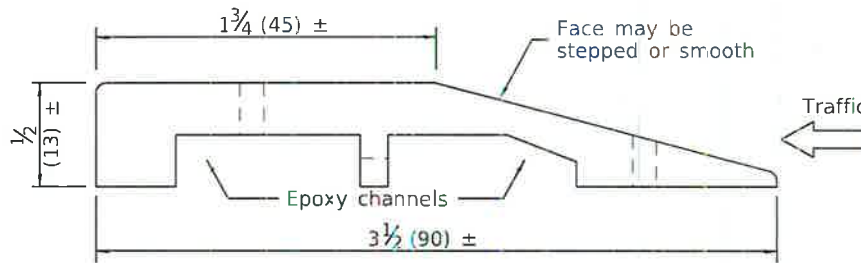 1¾ (45) ±
Face may be
stepped or smooth
½
(13) ±
Traffic
Epoxy channels
3½ (90) ±